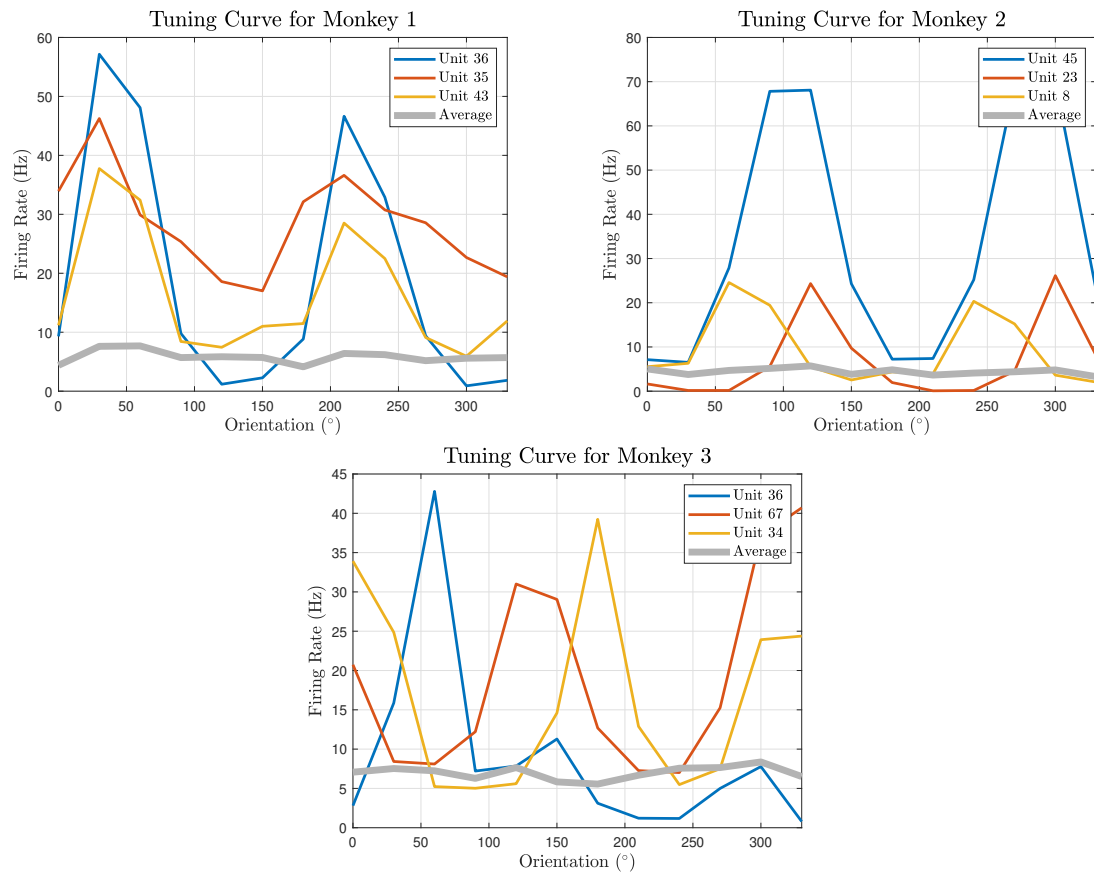 Tuning Curve for Monkey 1
Firing Rate (Hz)
60
50
40
30
20
10
0
0 50 100 150 200 250 300
Orientation (°)
Unit 36
Unit 35
Unit 43
Average
Tuning Curve for Monkey 2
Firing Rate (Hz)
80
70
60
50
40
30
20
10
0
0 50 100 150 200 250 300
Orientation (°)
Unit 45
Unit 23
Unit 8
Average
Tuning Curve for Monkey 3
Firing Rate (Hz)
45
40
35
30
25
20
15
10
5
0
0 50 100 150 200 250 300
Orientation (°)
Unit 36
Unit 67
Unit 34
Average